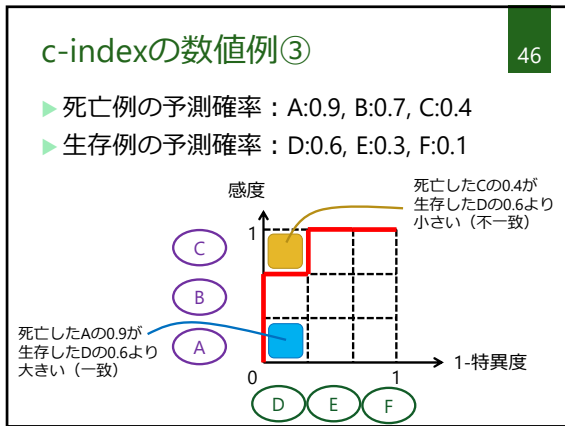 c-indexの数値例③
46
死亡例の予測確率：A:0.9, B:0.7, C:0.4
生存例の予測確率：D:0.6, E:0.3, F:0.1
感度
死亡したCの0.4が
生存したDの0.6より
小さい（不一致）
1
C
B
A
死亡したAの0.9が
生存したDの0.6より
大きい（一致）
1-特異度
0
1
D
E
F